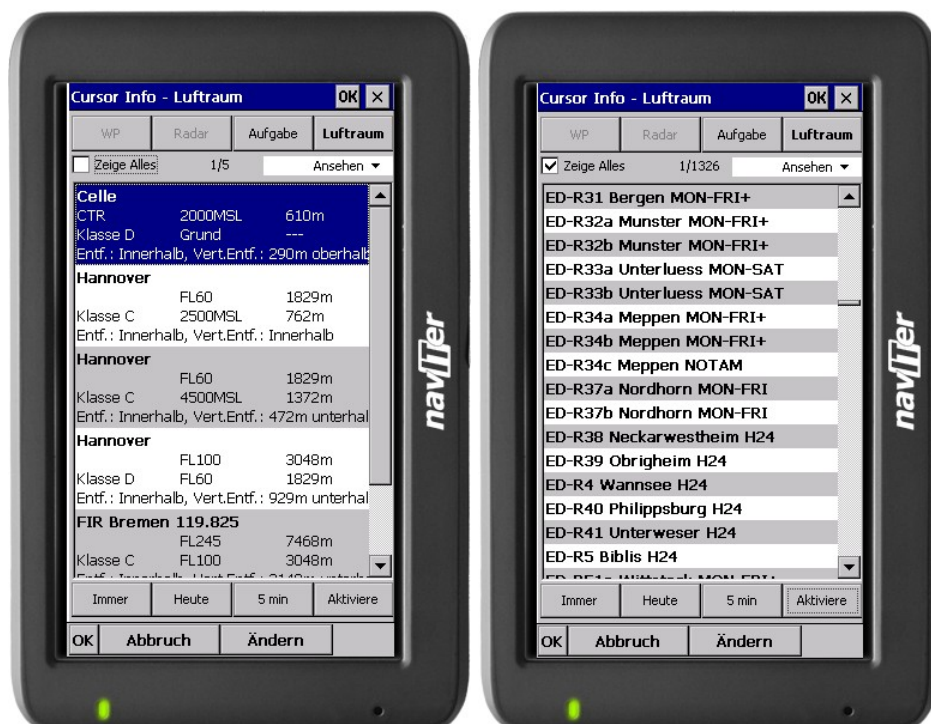 Cursor Info - Luftraum OK
WP Radar Aufgabe Luftraum
Zeige Alles 1/5 Ansehen
Celle
CTR 2000MSL 610m
Klasse D Grund ---
Entf.: Innerhalb, Vert.Entf.: 290m oberhalb
Hannover
FL60 1829m
Klasse C 2500MSL 762m
Entf.: Innerhalb, Vert.Entf.: Innerhalb
Hannover
FL60 1829m
Klasse C 4500MSL 1372m
Entf.: Innerhalb, Vert.Entf.: 472m unterhal
Hannover
FL100 3048m
Klasse D FL60 1829m
Entf.: Innerhalb, Vert.Entf.: 929m unterhal
FIR Bremen 119.825
FL245 7468m
Klasse C FL100 3048m
Immer Heute 5 min Aktiviere
OK Abbruch Ändern
naviter
Cursor Info - Luftraum OK
WP Radar Aufgabe Luftraum
Zeige Alles 1/1326 Ansehen
ED-R31 Bergen MON-FRI+
ED-R32a Munster MON-FRI+
ED-R32b Munster MON-FRI+
ED-R33a Unterluess MON-SAT
ED-R33b Unterluess MON-SAT
ED-R34a Meppen MON-FRI+
ED-R34b Meppen MON-FRI+
ED-R34c Meppen NOTAM
ED-R37a Nordhorn MON-FRI
ED-R37b Nordhorn MON-FRI
ED-R38 Neckarwestheim H24
ED-R39 Obrigheim H24
ED-R4 Wannsee H24
ED-R40 Philippsburg H24
ED-R41 Unterweser H24
ED-R5 Biblis H24
Immer Heute 5 min Aktiviere
OK Abbruch Ändern
naviter